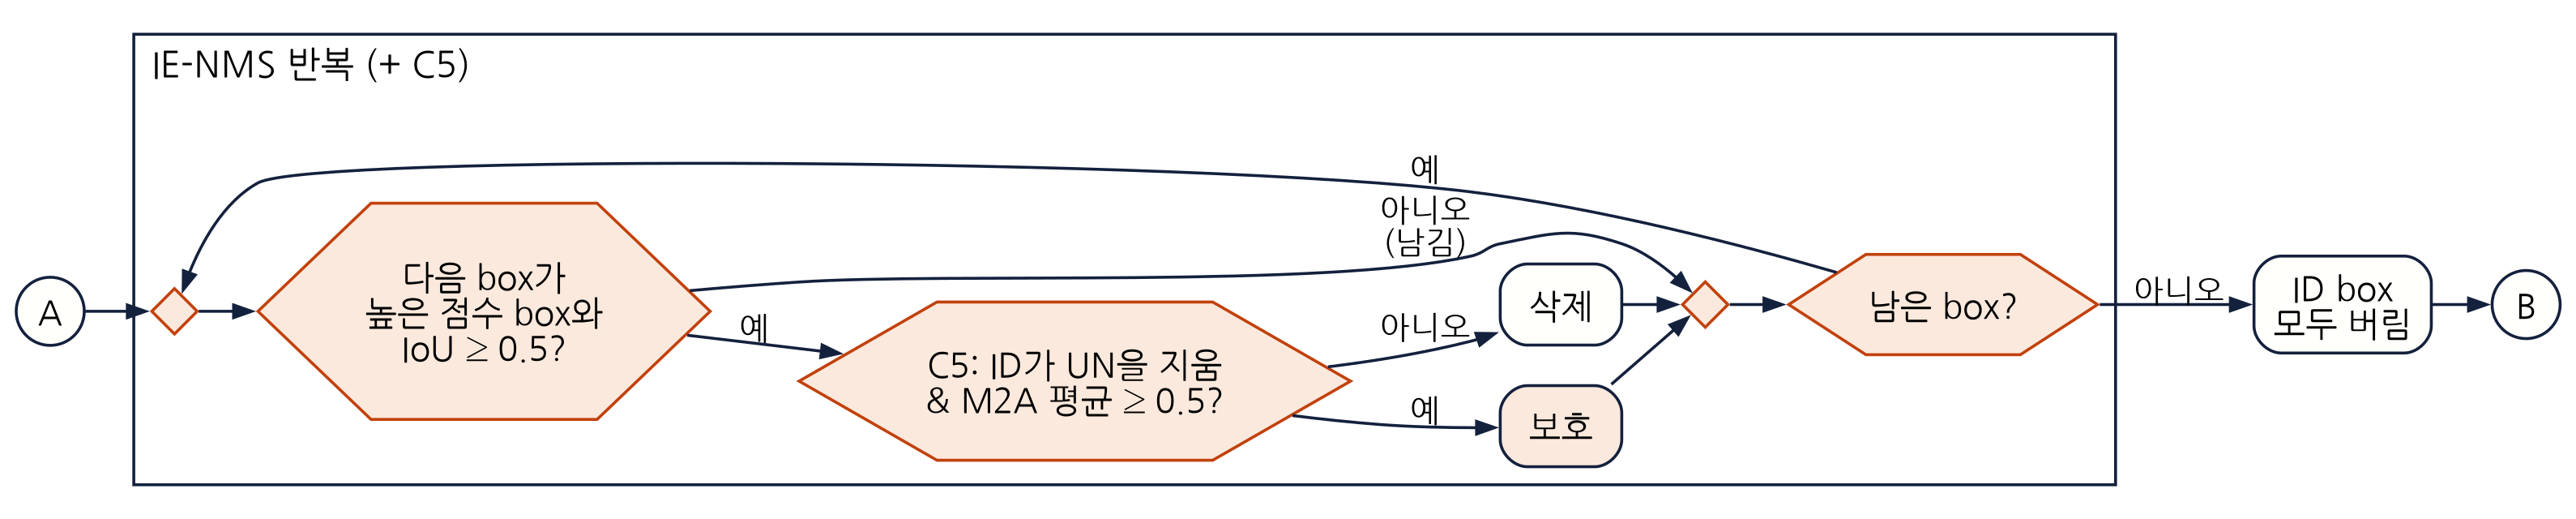 IE-NMS 반복 (+ C5)
A
다음 box가
높은 점수 box와
IoU ≥ 0.5?
예
아니오
(남김)
예
C5: ID가 UN을 지움
& M2A 평균 ≥ 0.5?
아니오
삭제
예
보호
남은 box?
아니오
ID box
모두 버림
B